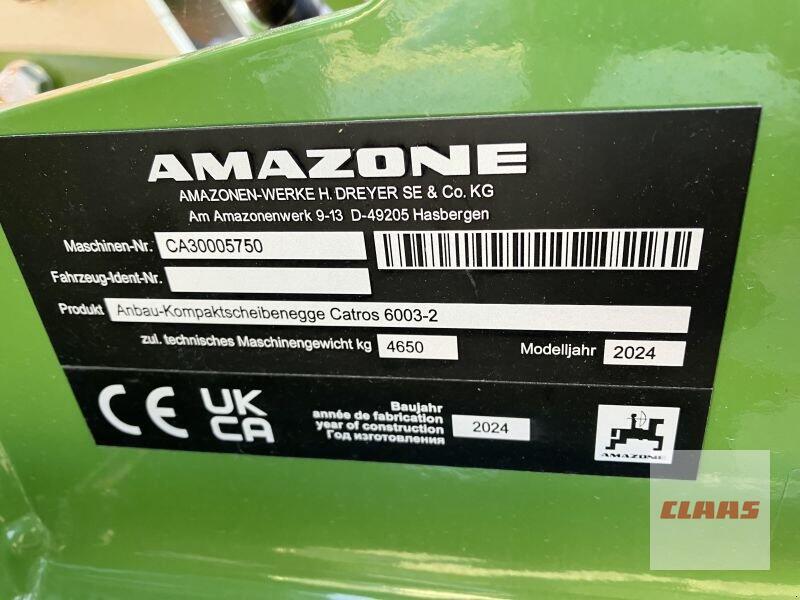 AMAZONE
AMAZONEN-WERKE H. DREYER SE & Co. KG
Am Amazonenwerk 9-13 D-49205 Hasbergen
Maschinen-Nr. CA30005750
Fahrzeug-Ident-Nr.
Produkt Anbau-Kompaktscheibenegge Catros 6003-2
zul. technisches Maschinengewicht kg 4650 Modelljahr 2024
CE UK CA
Baujahr
année de fabrication
year of construction 2024
Год изготовления
AMAZONE
CLAAS